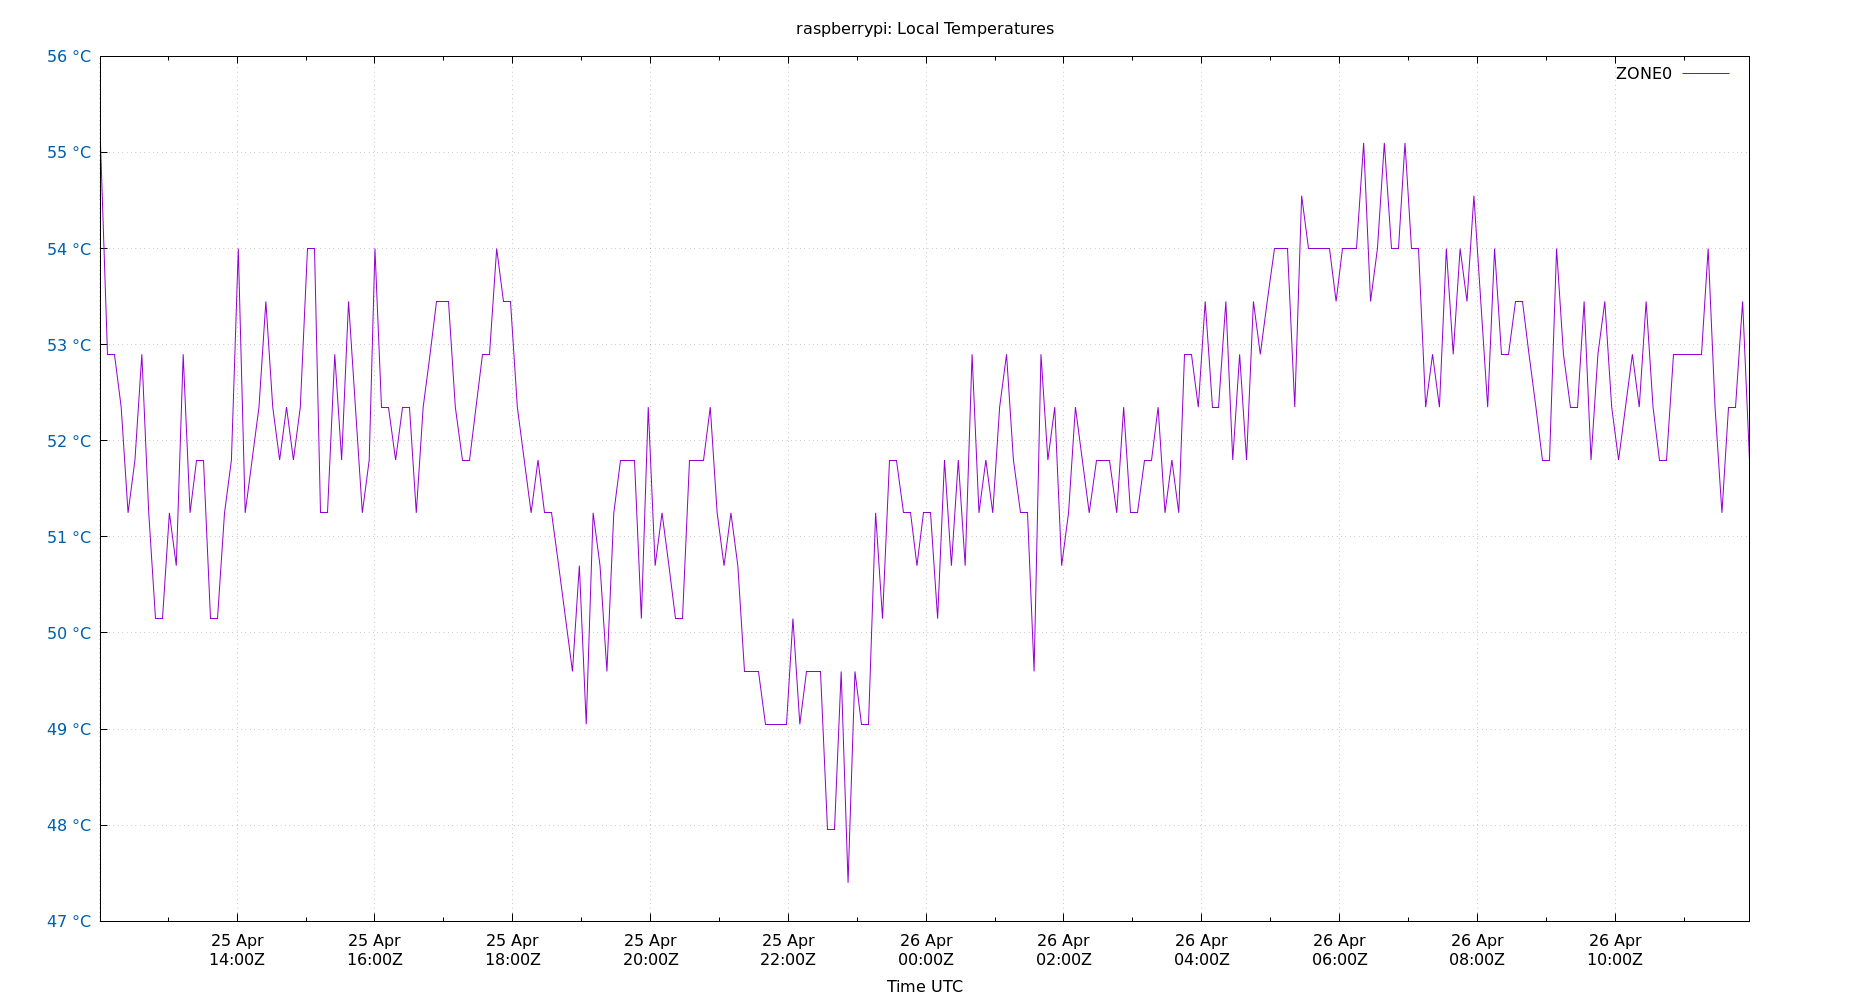 raspberrypi: Local Temperatures
56 °C
55 °C
54 °C
53 °C
52 °C
51 °C
50 °C
49 °C
48 °C
47 °C
ZONE0
25 Apr
14:00Z
25 Apr
16:00Z
25 Apr
18:00Z
25 Apr
20:00Z
25 Apr
22:00Z
26 Apr
00:00Z
26 Apr
02:00Z
26 Apr
04:00Z
26 Apr
06:00Z
26 Apr
08:00Z
26 Apr
10:00Z
Time UTC